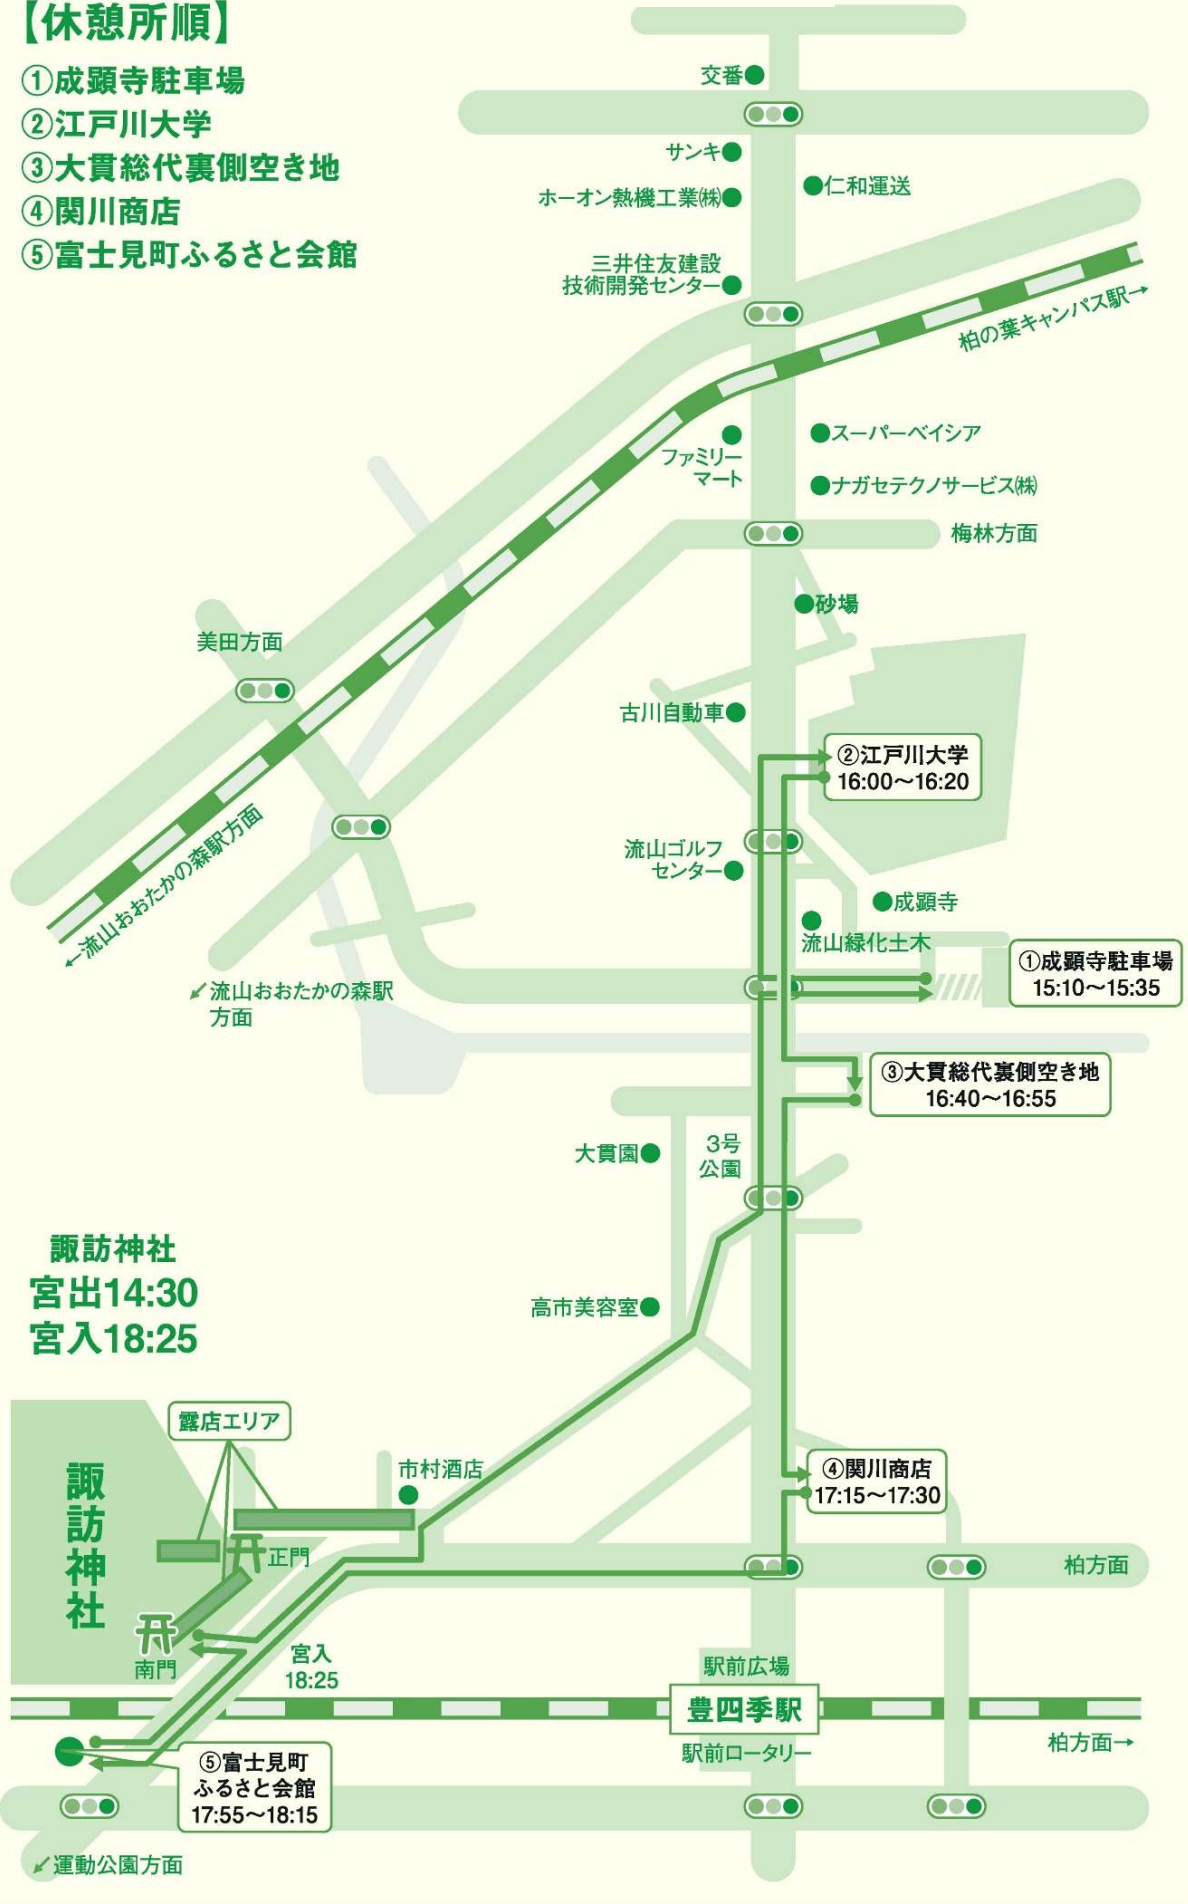 【休憩所順】
①成顕寺駐車場
②江戸川大学
③大貫総代裏側空き地
④関川商店
⑤富士見町ふるさと会館
交番
サンキ
仁和運送
ホーオン熱機工業㈱
三井住友建設
技術開発センター
柏の葉キャンパス駅→
スーパーベイシア
ファミリー
マート
ナガセテクノサービス㈱
梅林方面
砂場
美田方面
古川自動車
②江戸川大学
16:00〜16:20
←流山おおたかの森駅方面
流山ゴルフ
センター
成顕寺
流山緑化土木
①成顕寺駐車場
15:10〜15:35
↙流山おおたかの森駅
方面
③大貫総代裏側空き地
16:40〜16:55
大貫園
3号
公園
諏訪神社
宮出14:30
宮入18:25
高市美容室
露店エリア
市村酒店
④関川商店
17:15〜17:30
諏訪神社
正門
柏方面
南門
宮入
18:25
駅前広場
豊四季駅
駅前ロータリー
柏方面→
⑤富士見町
ふるさと会館
17:55〜18:15
↙運動公園方面